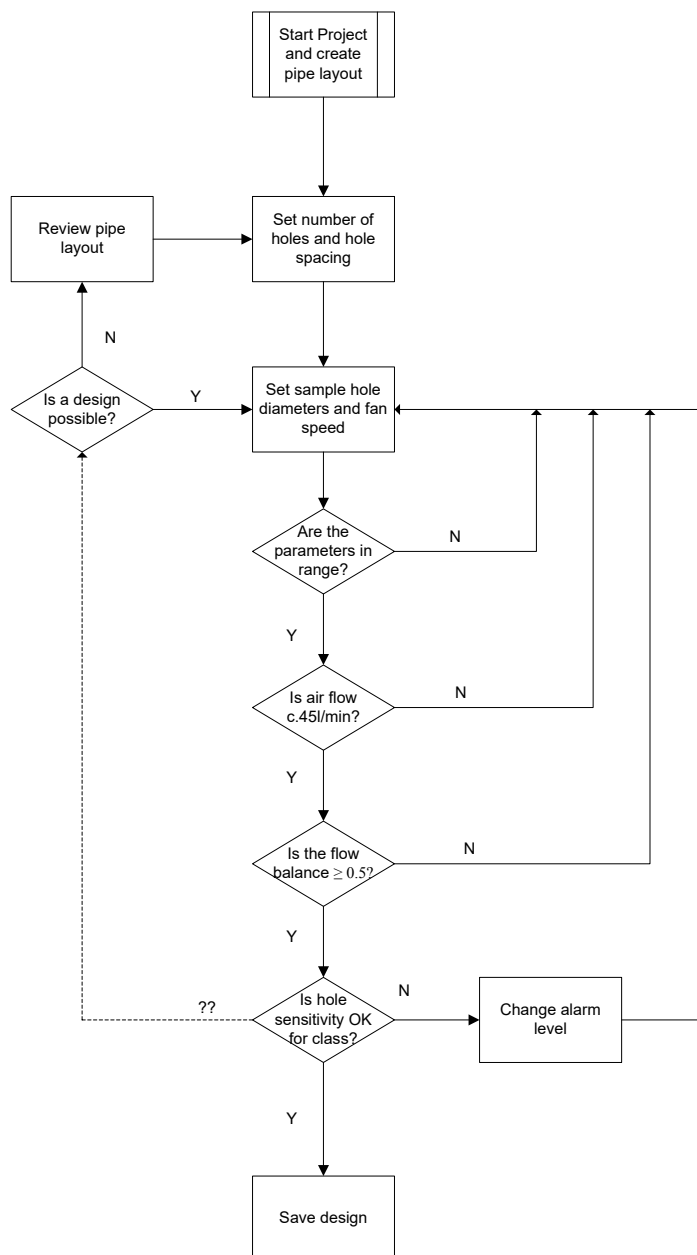 Start Project
and create
pipe layout
Review pipe
layout
Set number of
holes and hole
spacing
N
Is a design
possible?
Y
Set sample hole
diameters and fan
speed
Are the
parameters in
range?
N
Y
Is air flow
c.45l/min?
N
Y
Is the flow
balance ≥ 0.5?
N
Y
??
Is hole
sensitivity OK
for class?
N
Change alarm
level
Y
Save design